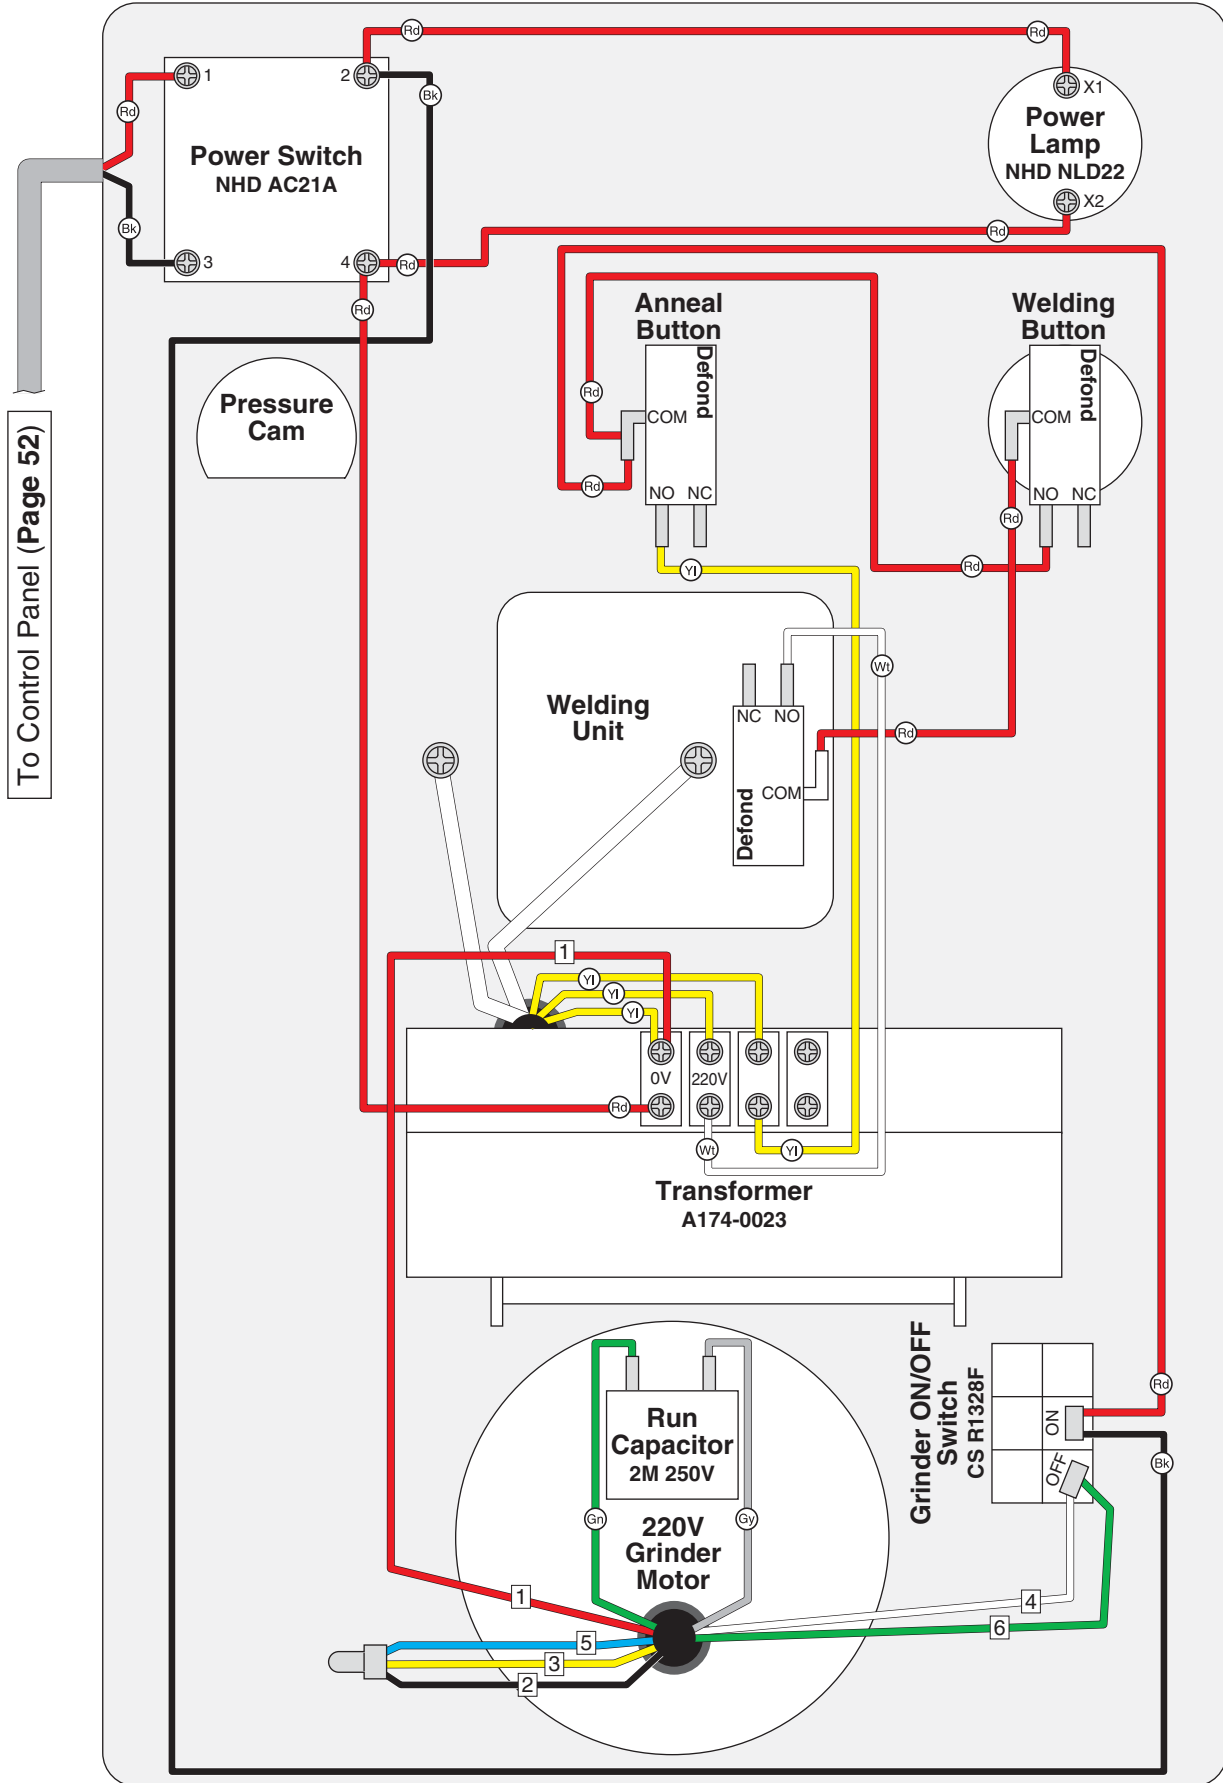 Rd
Rd
1
2
Rd
Bk
X1
Power
Lamp
NHD NLD22
X2
Power Switch
NHD AC21A
Bk
3
4
Rd
Rd
Rd
Anneal
Button
Welding
Button
Defond
Defond
Pressure
Cam
Rd
COM
COM
To Control Panel (Page 52)
Rd
NO NC
NO NC
Rd
Yl
Rd
Wt
Welding
Unit
NC NO
Rd
COM
Defond
1
Yl
Yl
Yl
0V
220V
Rd
Wt
Yl
Transformer
A174-0023
Grinder ON/OFF
Switch
CS R1328F
Rd
ON
OFF
Bk
Run
Capacitor
2M 250V
Gn
Gy
220V
Grinder
Motor
1
4
6
5
3
2